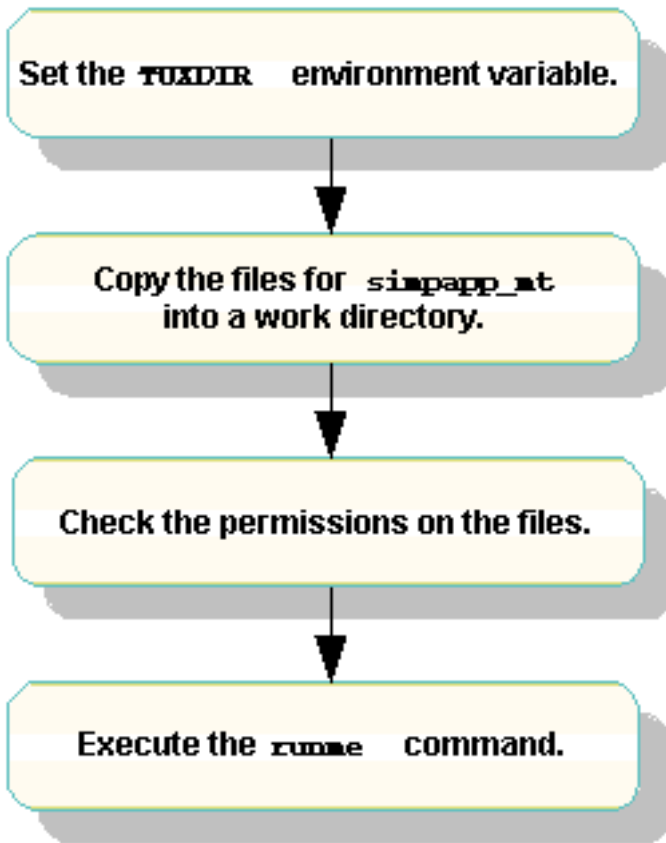 Set the TUXDIR environment variable.
Copy the files for simpapp_mt
into a work directory.
Check the permissions on the files.
Execute the runme command.